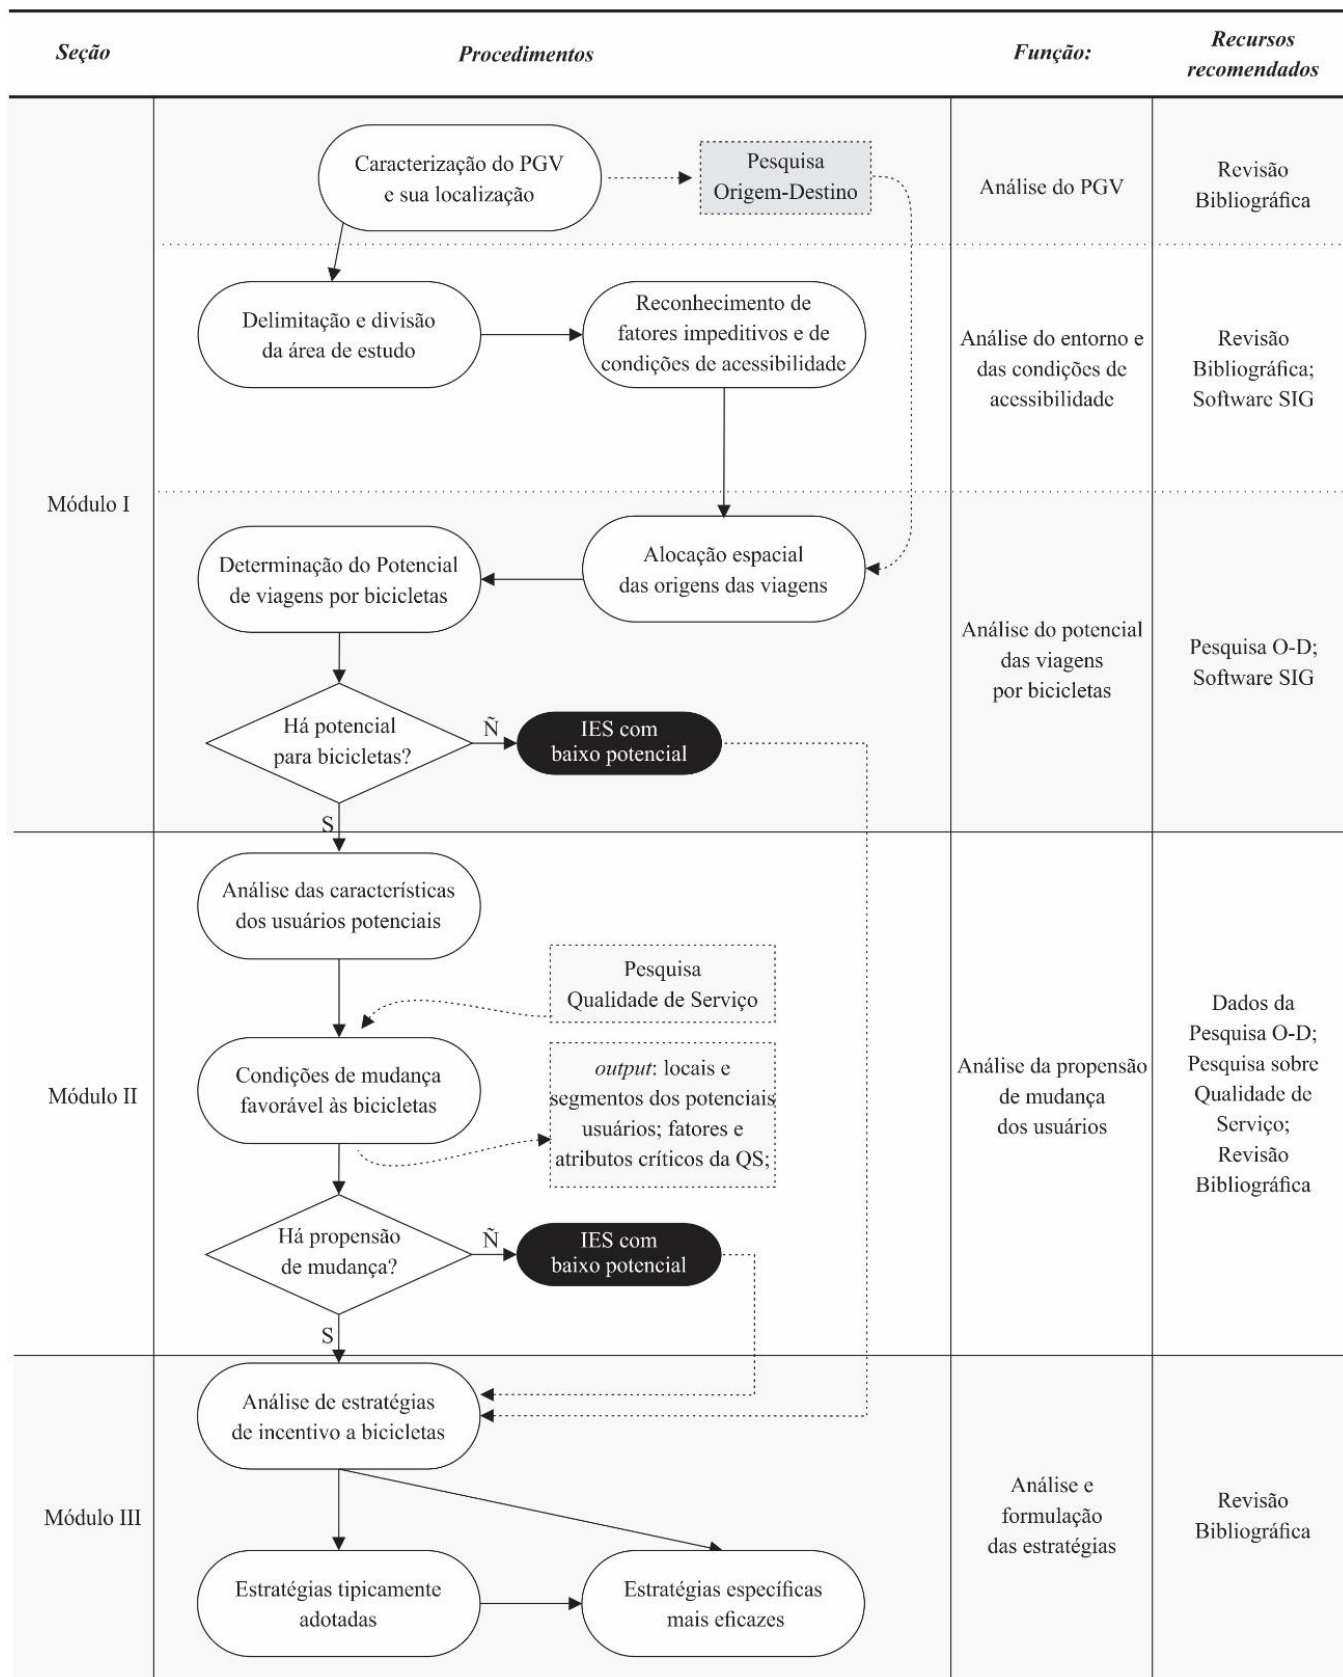 Seção
Procedimentos
Função:
Recursos
recomendados
Módulo I
Caracterização do PGV
e sua localização
Pesquisa
Origem-Destino
Análise do PGV
Revisão
Bibliográfica
Delimitação e divisão
da área de estudo
Reconhecimento de
fatores impeditivos e de
condições de acessibilidade
Análise do entorno e
das condições de
acessibilidade
Revisão
Bibliográfica;
Software SIG
Alocação espacial
das origens das viagens
Determinação do Potencial
de viagens por bicicletas
Há potencial
para bicicletas?
Ñ
IES com
baixo potencial
S
Análise do potencial
das viagens
por bicicletas
Pesquisa O-D;
Software SIG
Módulo II
Análise das características
dos usuários potenciais
Pesquisa
Qualidade de Serviço
Condições de mudança
favorável às bicicletas
output: locais e
segmentos dos potenciais
usuários; fatores e
atributos críticos da QS;
Há propensão
de mudança?
Ñ
IES com
baixo potencial
S
Análise da propensão
de mudança
dos usuários
Dados da
Pesquisa O-D;
Pesquisa sobre
Qualidade de
Serviço;
Revisão
Bibliográfica
Módulo III
Análise de estratégias
de incentivo a bicicletas
Estratégias tipicamente
adotadas
Estratégias específicas
mais eficazes
Análise e
formulação
das estratégias
Revisão
Bibliográfica